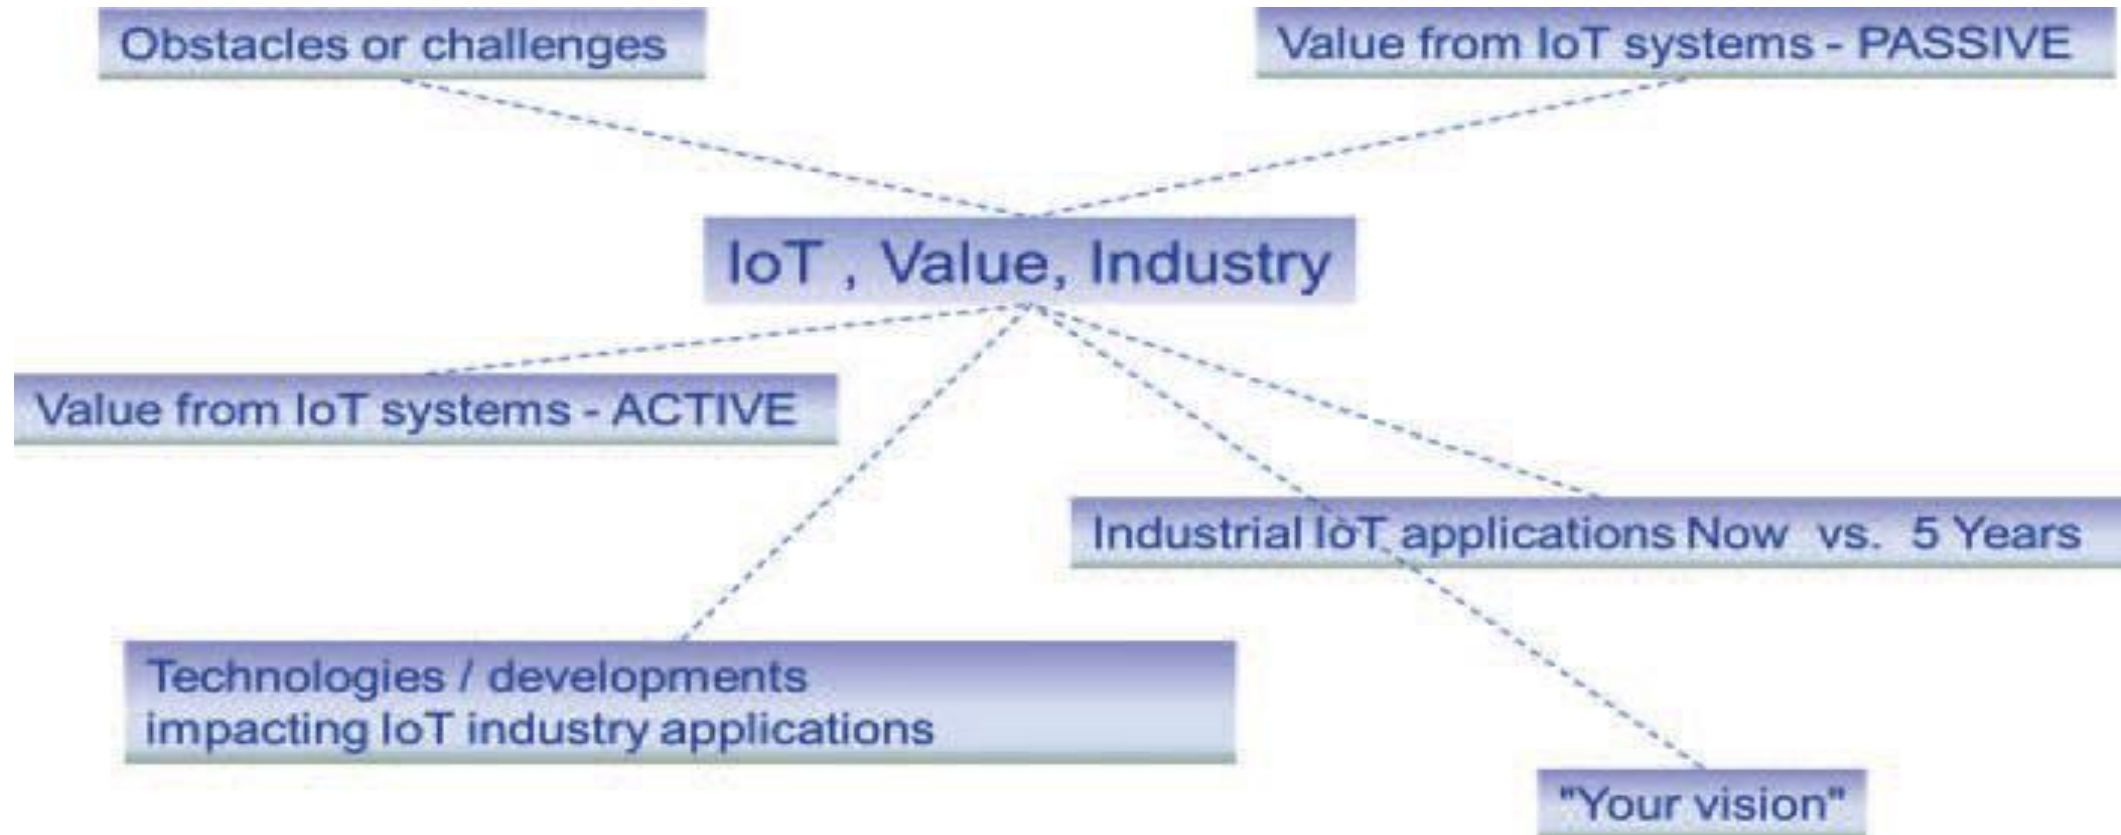 Obstacles or challenges
Value from IoT systems - PASSIVE
IoT , Value, Industry
Value from IoT systems - ACTIVE
Industrial IoT applications Now vs. 5 Years
Technologies / developments
impacting IoT industry applications
"Your vision"